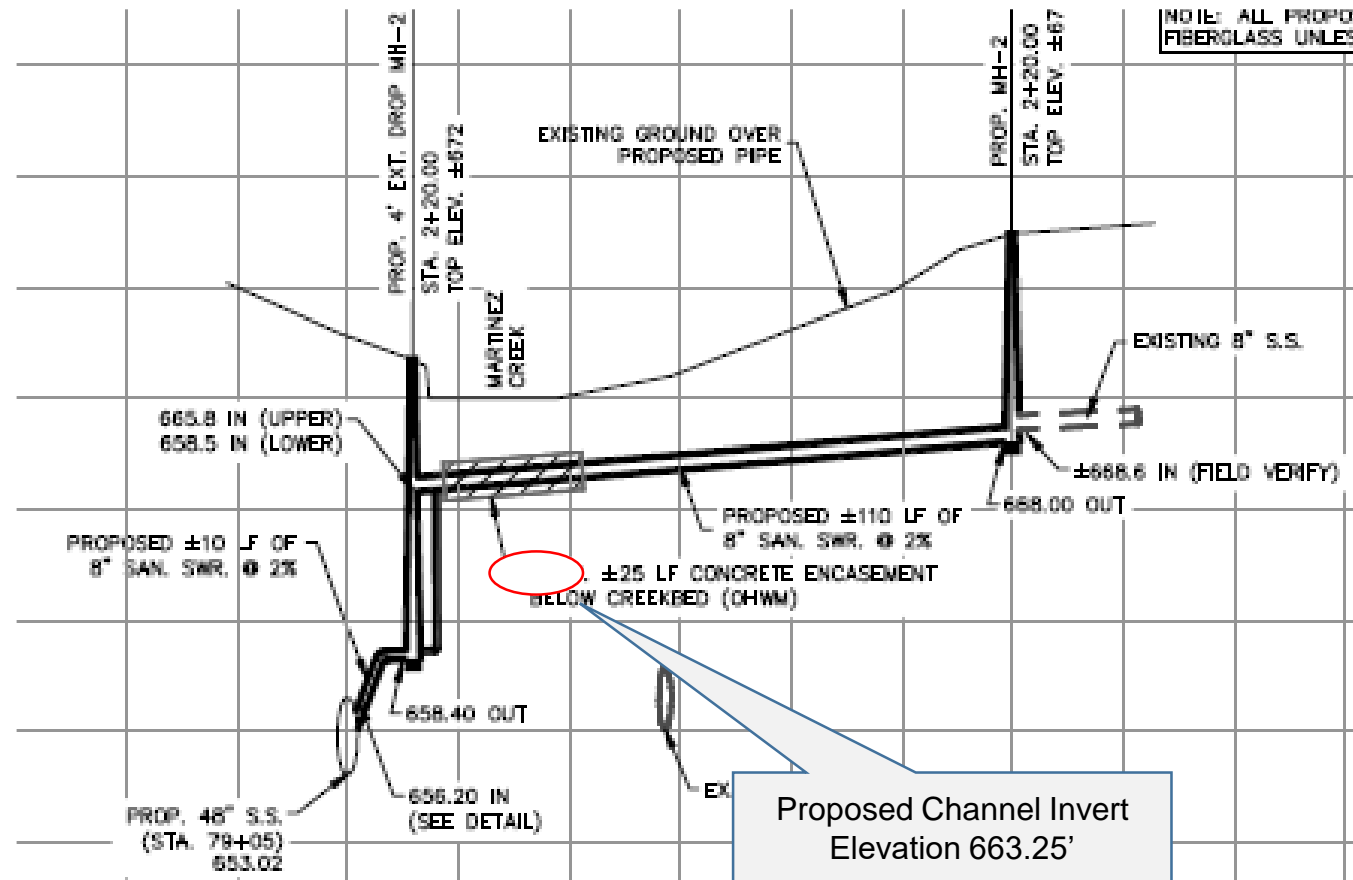 NOTE: ALL PROPO
FIBERGLASS UNLES
PROP. 4' EXT. DROP MH-2
STA. 2+20.00
TOP ELEV. ±672
PROP. MH-2
STA. 2+20.00
TOP ELEV. ±67
EXISTING GROUND OVER
PROPOSED PIPE
MARTINEZ
CREEK
EXISTING 8" S.S.
665.8 IN (UPPER)
658.5 IN (LOWER)
±668.6 IN (FIELD VERIFY)
668.00 OUT
PROPOSED ±110 LF OF
8" SAN. SWR. @ 2%
PROPOSED ±10 LF OF
8" SAN. SWR. @ 2%
. ±25 LF CONCRETE ENCASEMENT
BELOW CREEKBED (OHWM)
658.40 OUT
656.20 IN
(SEE DETAIL)
PROP. 48" S.S.
(STA. 79+05)
653.02
EX.
Proposed Channel Invert
Elevation 663.25’